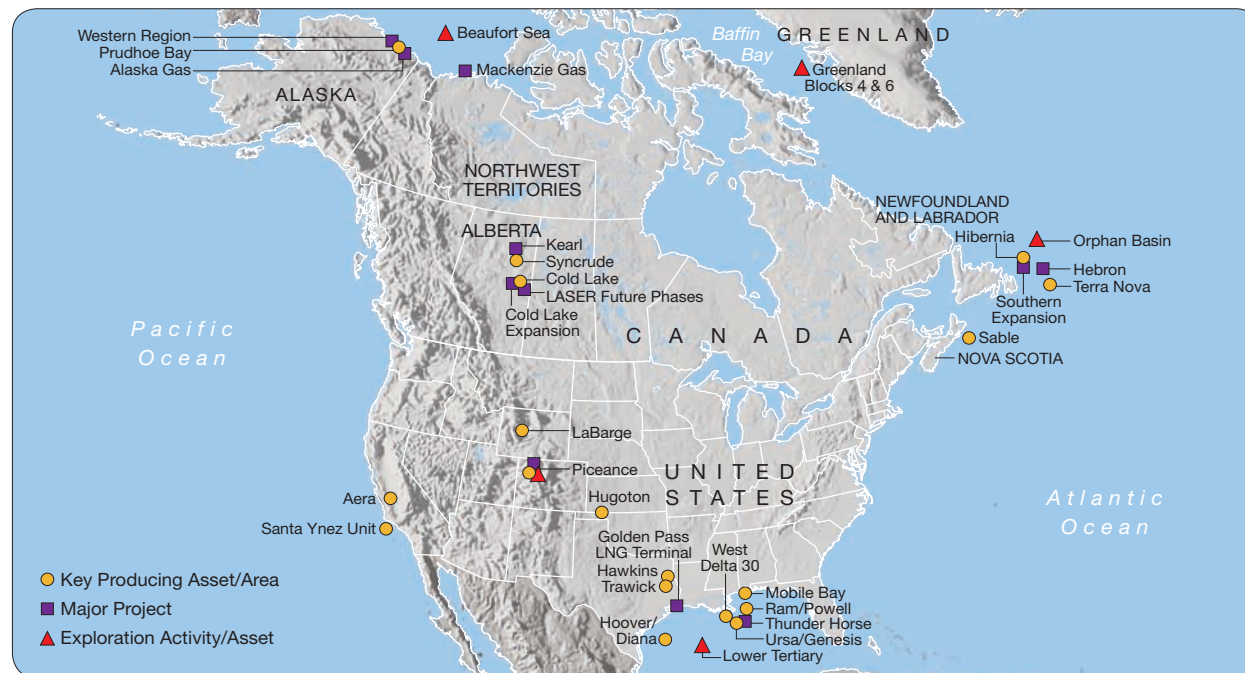 Western Region
Prudhoe Bay
Alaska Gas
ALASKA
Beaufort Sea
Mackenzie Gas
Baffin
Bay
GREENLAND
Greenland
Blocks 4 & 6
NORTHWEST
TERRITORIES
ALBERTA
Kearl
Syncrude
Cold Lake
LASER Future Phases
Cold Lake
Expansion
NEWFOUNDLAND
AND LABRADOR
Hibernia
Orphan Basin
Hebron
Terra Nova
Southern
Expansion
Sable
NOVA SCOTIA
Pacific
Ocean
CANADA
LaBarge
Piceance
UNITED
STATES
Hugoton
Aera
Santa Ynez Unit
Atlantic
Ocean
Golden Pass
LNG Terminal
Hawkins
Trawick
West
Delta 30
Mobile Bay
Ram/Powell
Thunder Horse
Ursa/Genesis
Lower Tertiary
Hoover/
Diana
Key Producing Asset/Area
Major Project
Exploration Activity/Asset